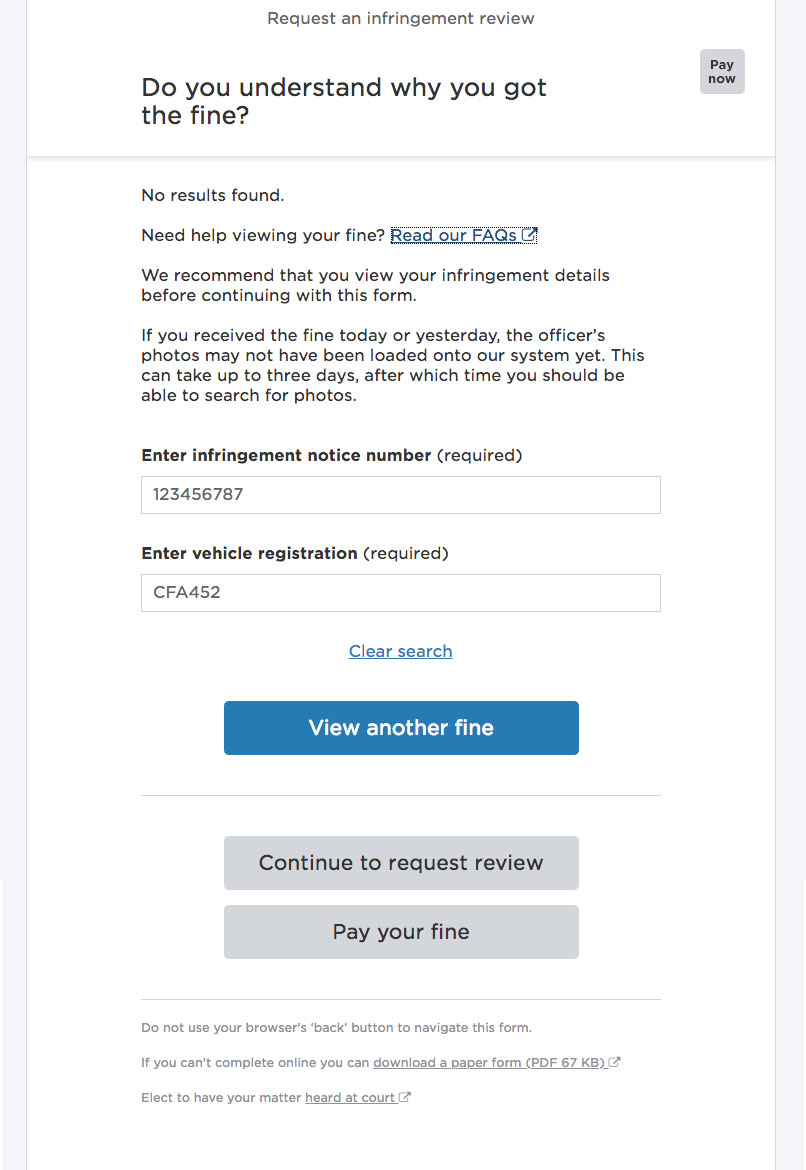 Request an infringement review
Pay
now
Do you understand why you got
the fine?
No results found.
Need help viewing your fine? Read our FAQs
We recommend that you view your infringement details
before continuing with this form.
If you received the fine today or yesterday, the officer’s
photos may not have been loaded onto our system yet. This
can take up to three days, after which time you should be
able to search for photos.
Enter infringement notice number (required)
123456787
Enter vehicle registration (required)
CFA452
Clear search
View another fine
Continue to request review
Pay your fine
Do not use your browser's ‘back’ button to navigate this form.
If you can't complete online you can download a paper form (PDF 67 KB)
Elect to have your matter heard at court